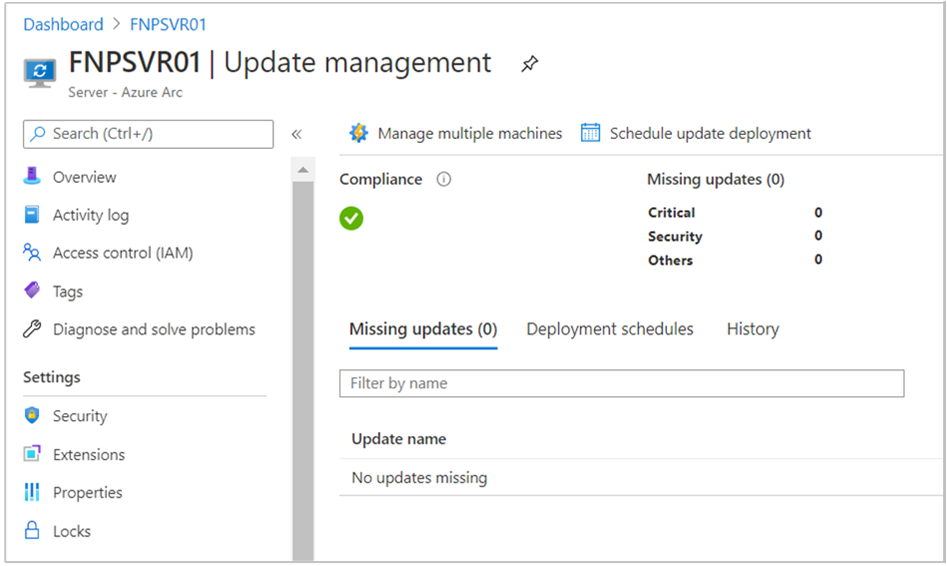 Dashboard > FNPSVR01
FNPSVR01 | Update management
Server - Azure Arc
Search (Ctrl+/)
«
Overview
Activity log
Access control (IAM)
Tags
Diagnose and solve problems
Settings
Security
Extensions
Properties
Locks
Manage multiple machines Schedule update deployment
Compliance
Missing updates (0)
Critical 0
Security 0
Others 0
Missing updates (0) Deployment schedules History
Filter by name
Update name
No updates missing